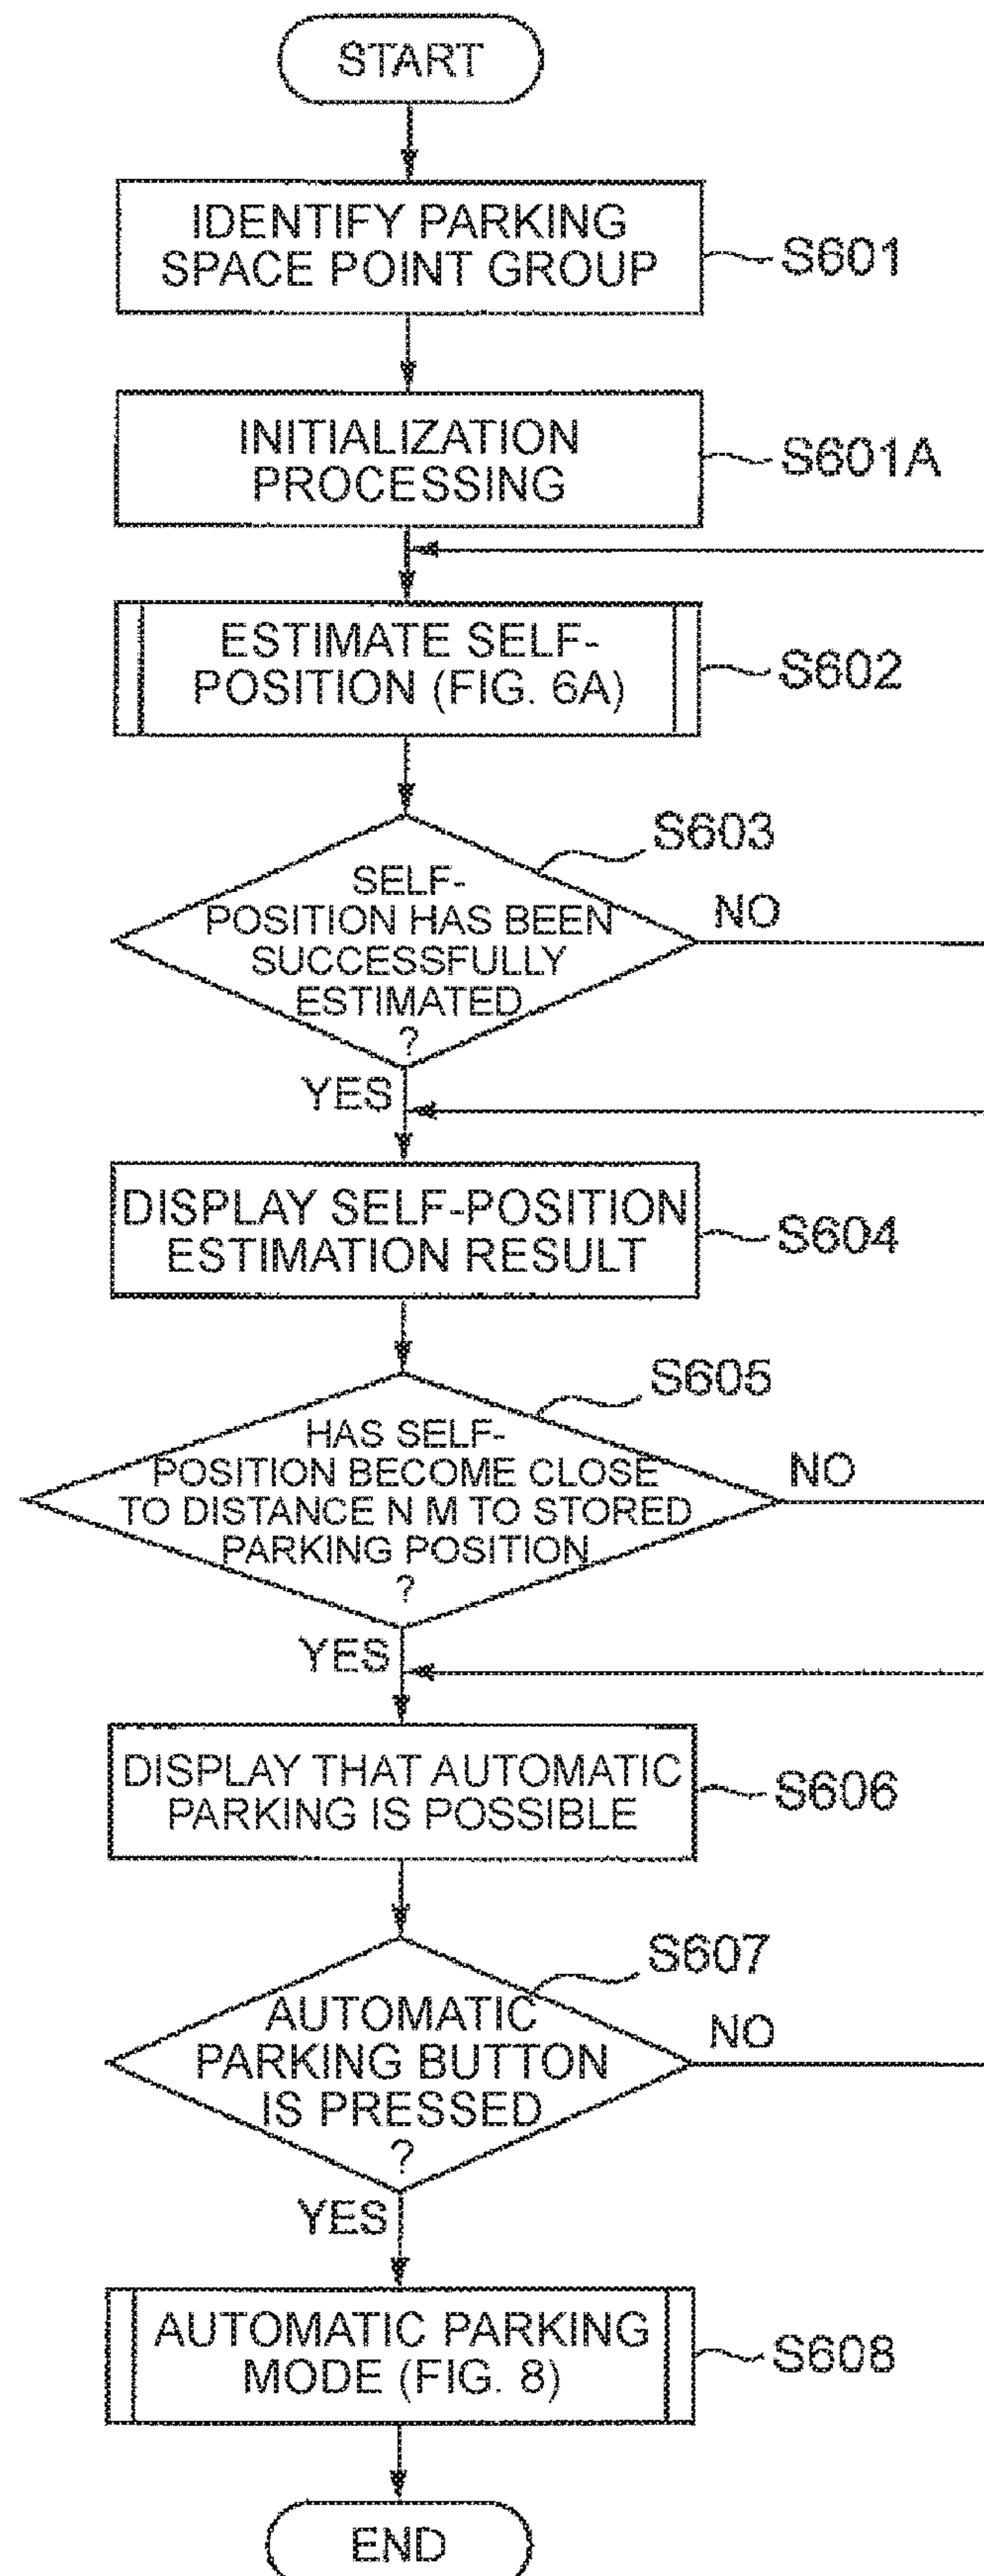 START
IDENTIFY PARKING
SPACE POINT GROUP
S601
INITIALIZATION
PROCESSING
S601A
ESTIMATE SELF-
POSITION (FIG. 6A)
S602
S603
SELF-
POSITION HAS BEEN
SUCCESSFULLY
ESTIMATED
?
NO
YES
DISPLAY SELF-POSITION
ESTIMATION RESULT
S604
S605
HAS SELF-
POSITION BECOME CLOSE
TO DISTANCE N M TO STORED
PARKING POSITION
?
NO
YES
DISPLAY THAT AUTOMATIC
PARKING IS POSSIBLE
S606
S607
AUTOMATIC
PARKING BUTTON
IS PRESSED
?
NO
YES
AUTOMATIC PARKING
MODE (FIG. 8)
S608
END